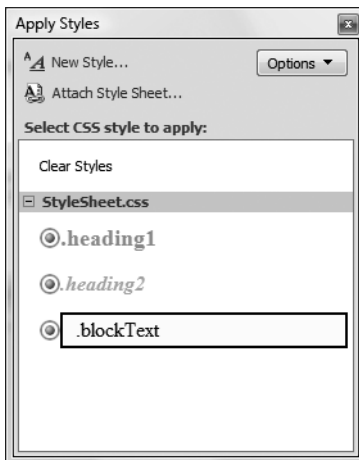 Apply Styles
New Style...
Options
Attach Style Sheet...
Select CSS style to apply:
Clear Styles
StyleSheet.css
.heading1
.heading2
.blockText